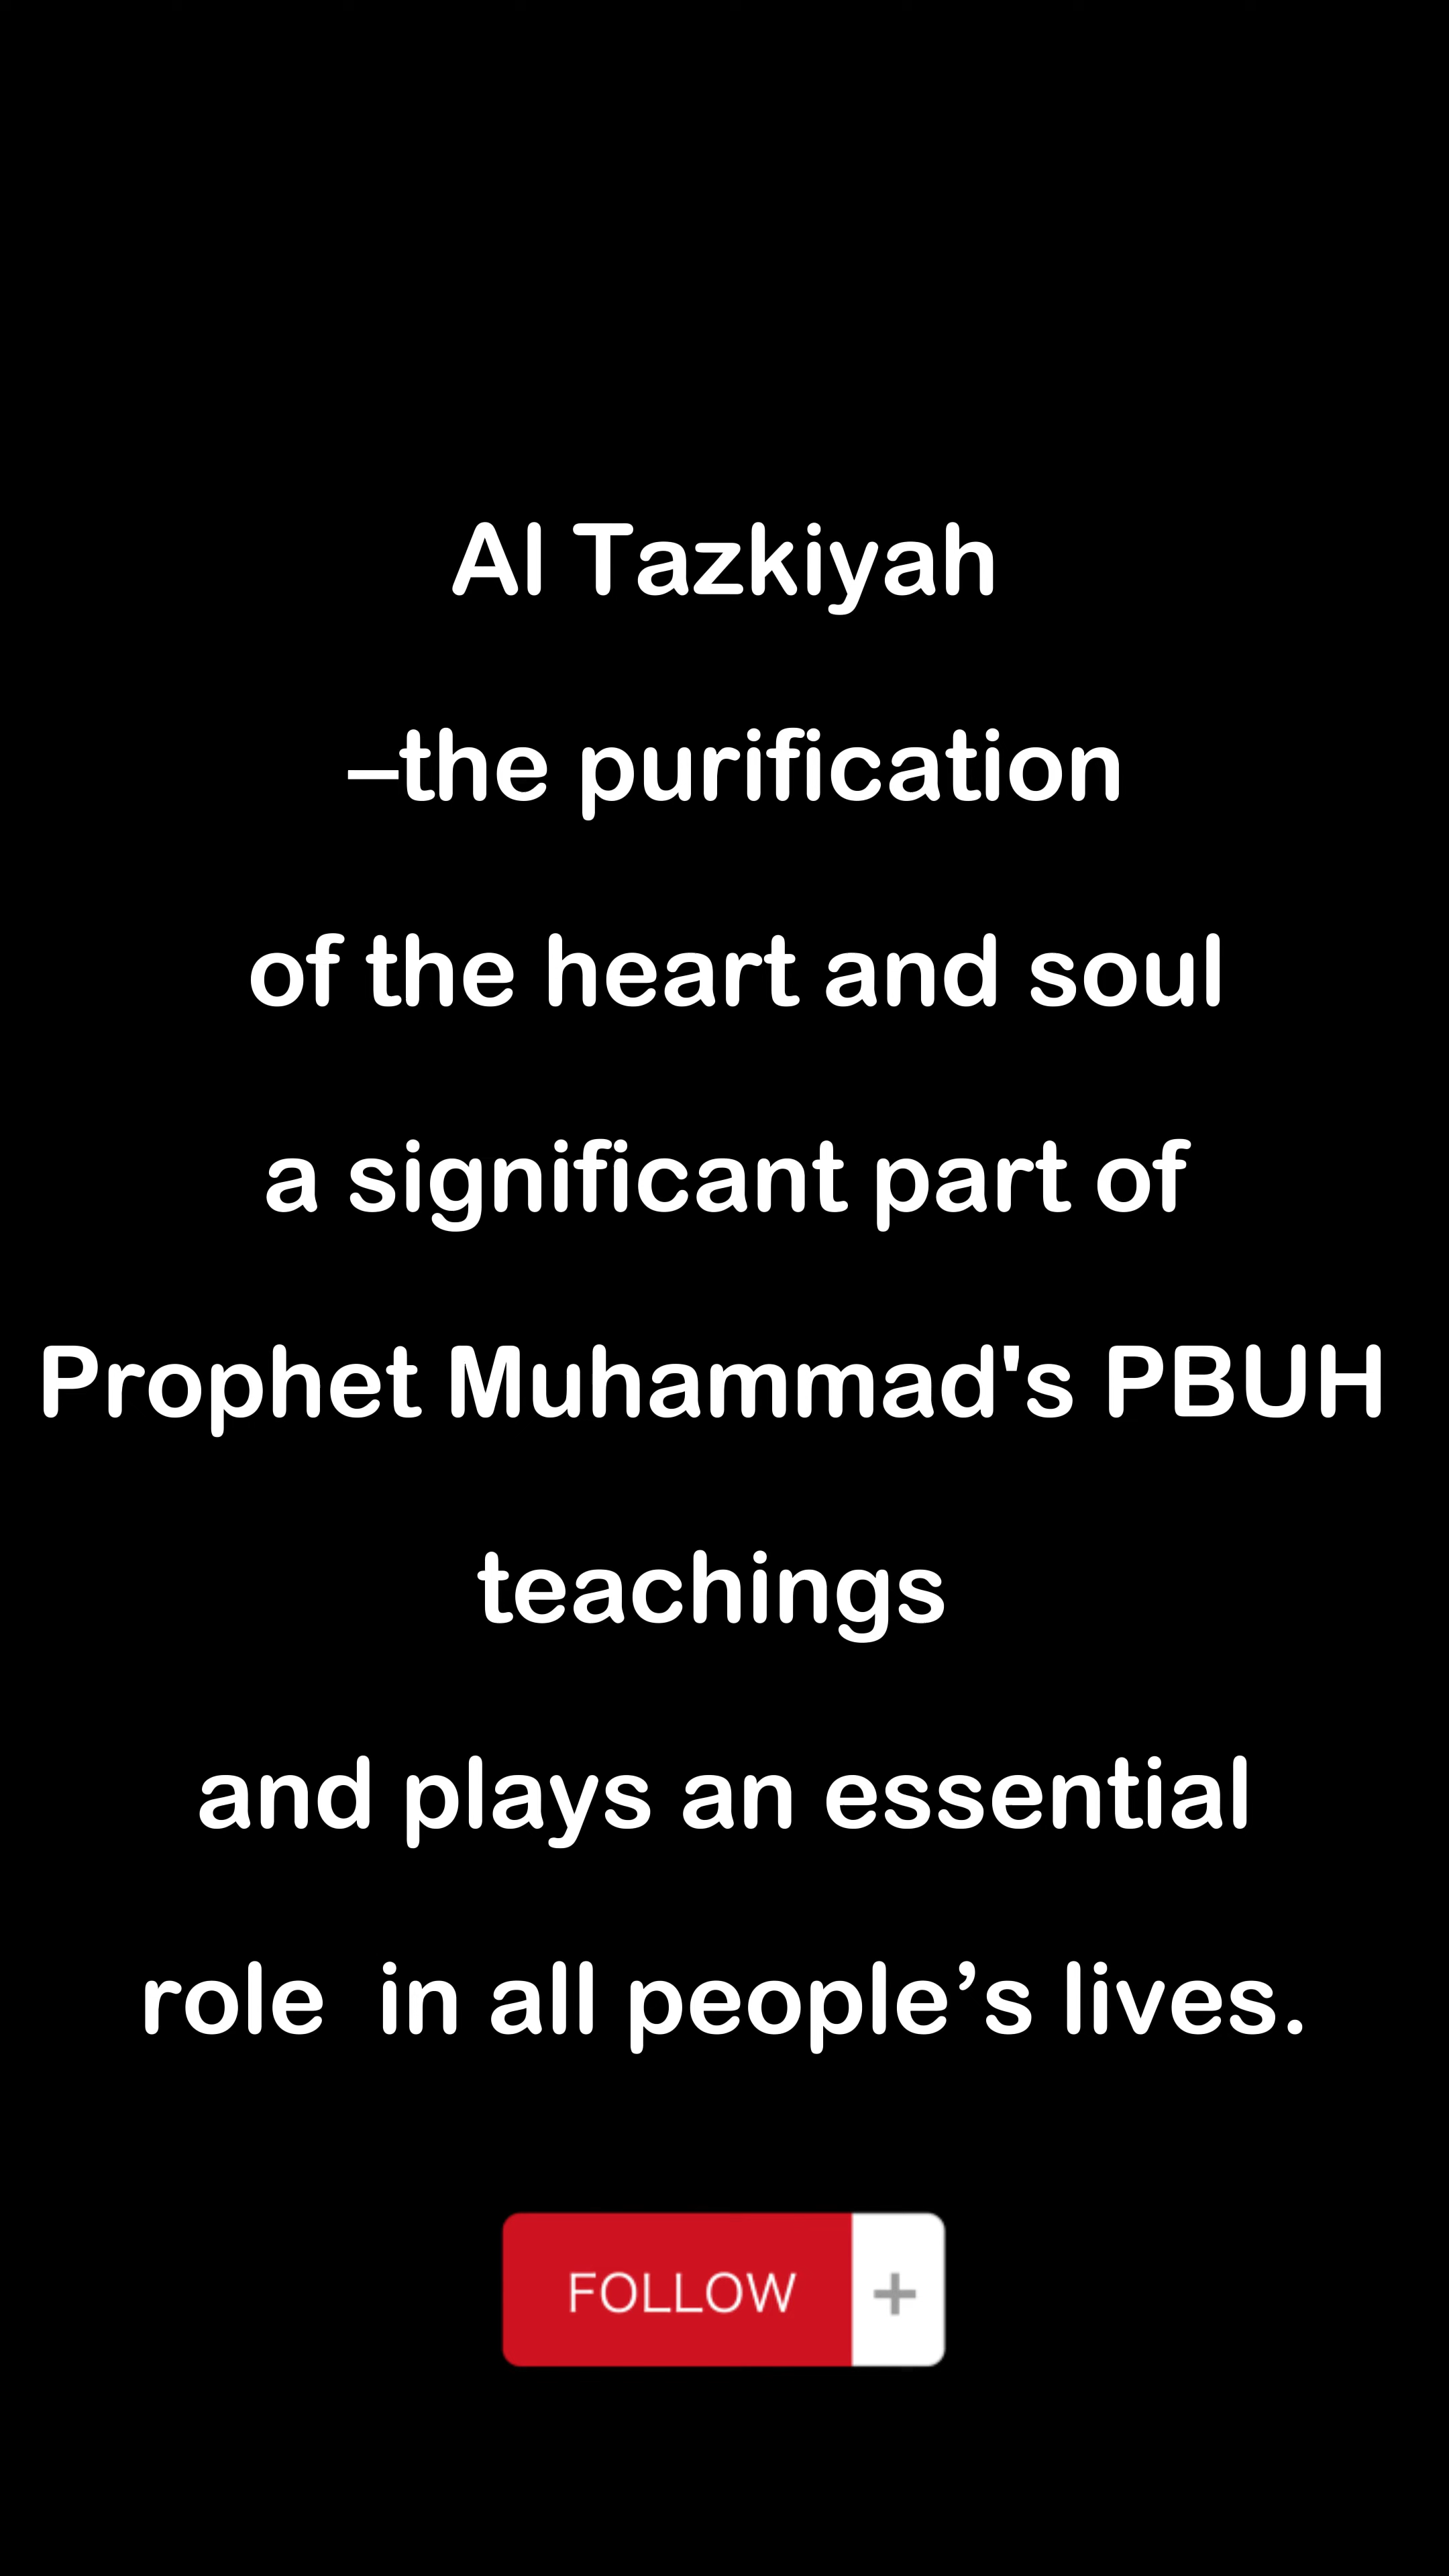 Al Tazkiyah
–the purification
of the heart and soul
a significant part of
Prophet Muhammad's PBUH
teachings
and plays an essential
role  in all people’s lives.
FOLLOW +